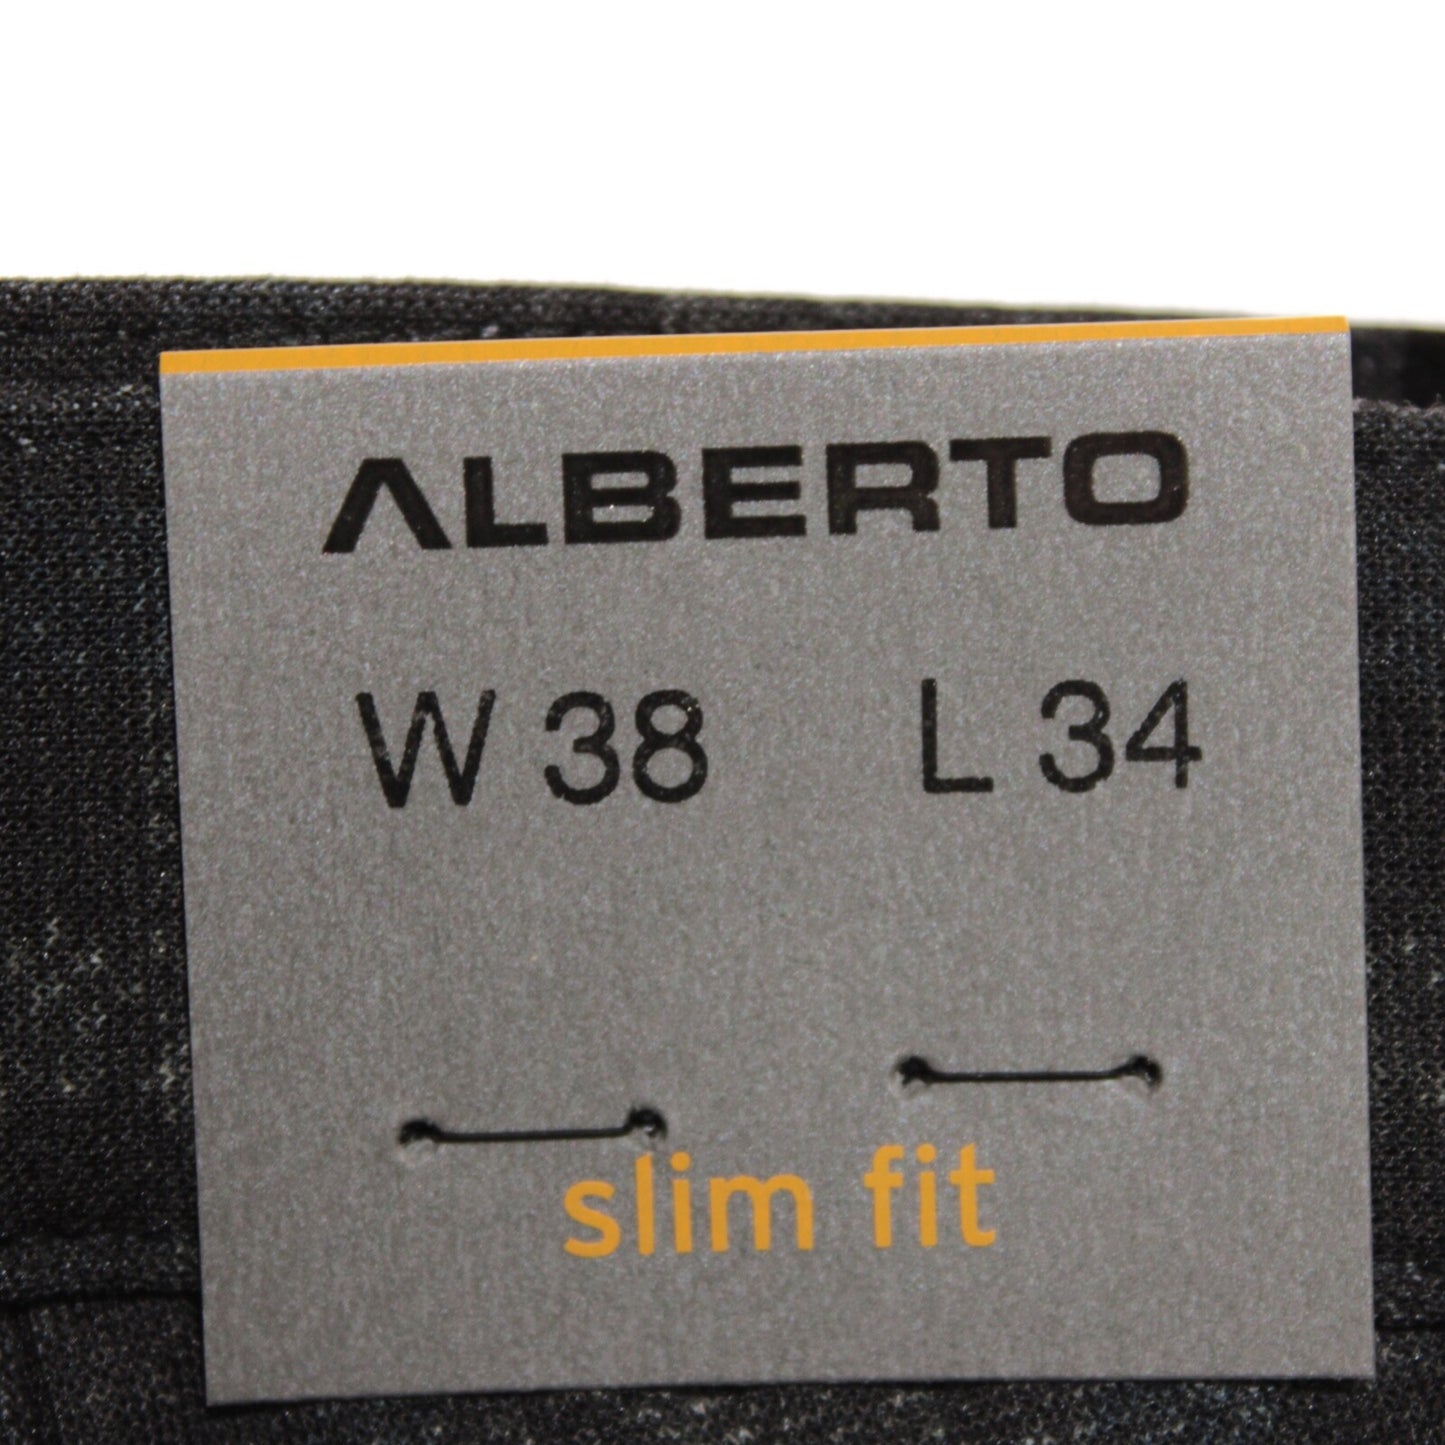 ALBERTO
W 38 L 34
slim fit